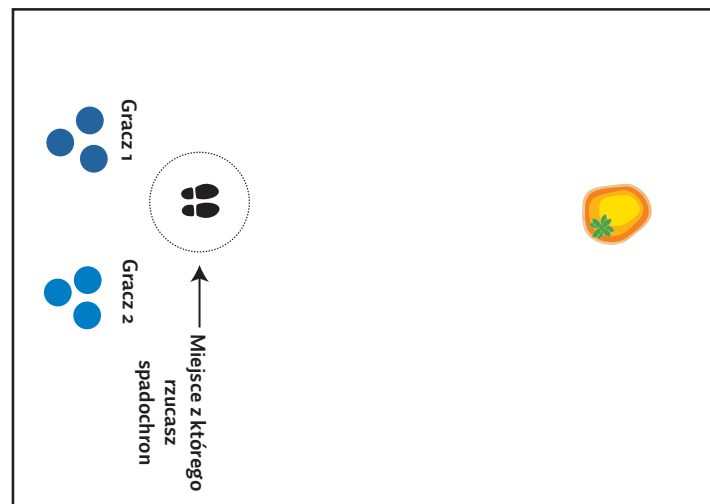 Gracz 1
Gracz 2
Miejsce z którego
rzucasz
spadochron